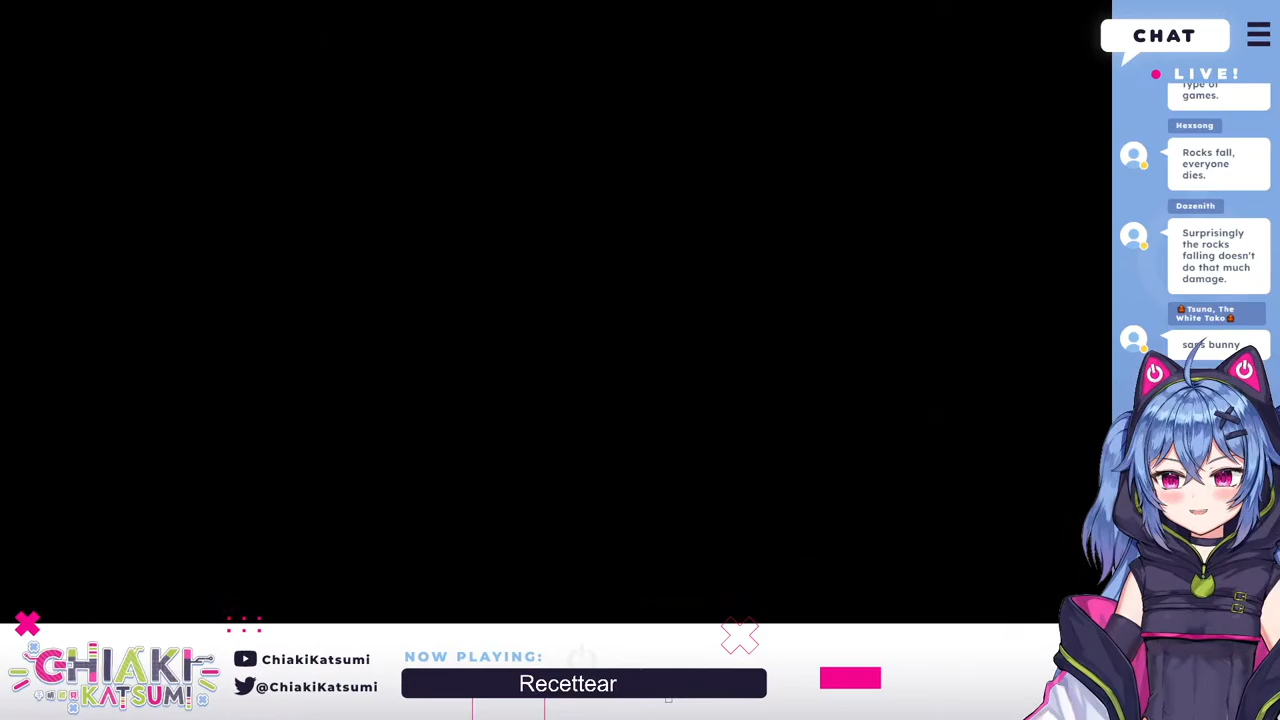 CHAT
LIVE!
type of
games.
Hexsong
Rocks fall,
everyone
dies.
Dazenith
Surprisingly
the rocks
falling doesn't
do that much
damage.
Tsuna, The
White Tako
sans bunny
CHIAKI
KATSUMI
ChiakiKatsumi
@ChiakiKatsumi
NOW PLAYING:
Recettear